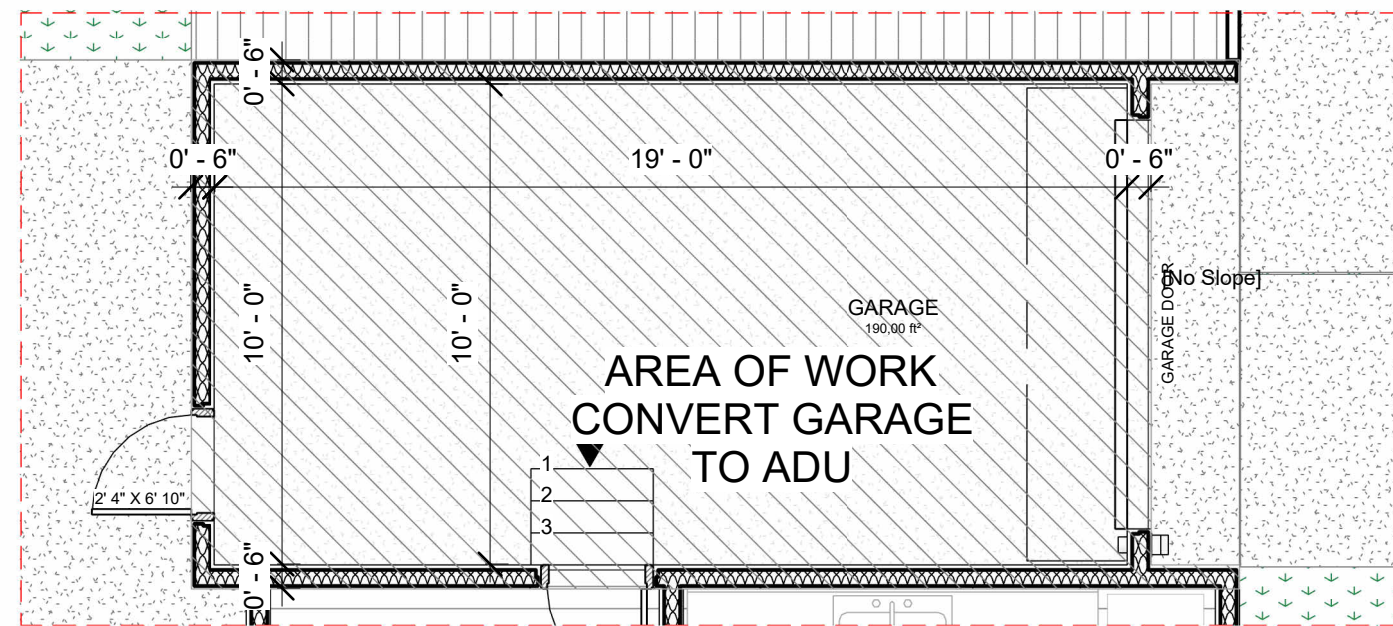 0' - 6"
0' - 6"
19' - 0"
0' - 6"
[No Slope]
GARAGE DOOR
10' - 0"
10' - 0"
GARAGE
190.00 ft²
AREA OF WORK
CONVERT GARAGE
TO ADU
1
2
3
2' 4" X 6' 10"
0' - 6"